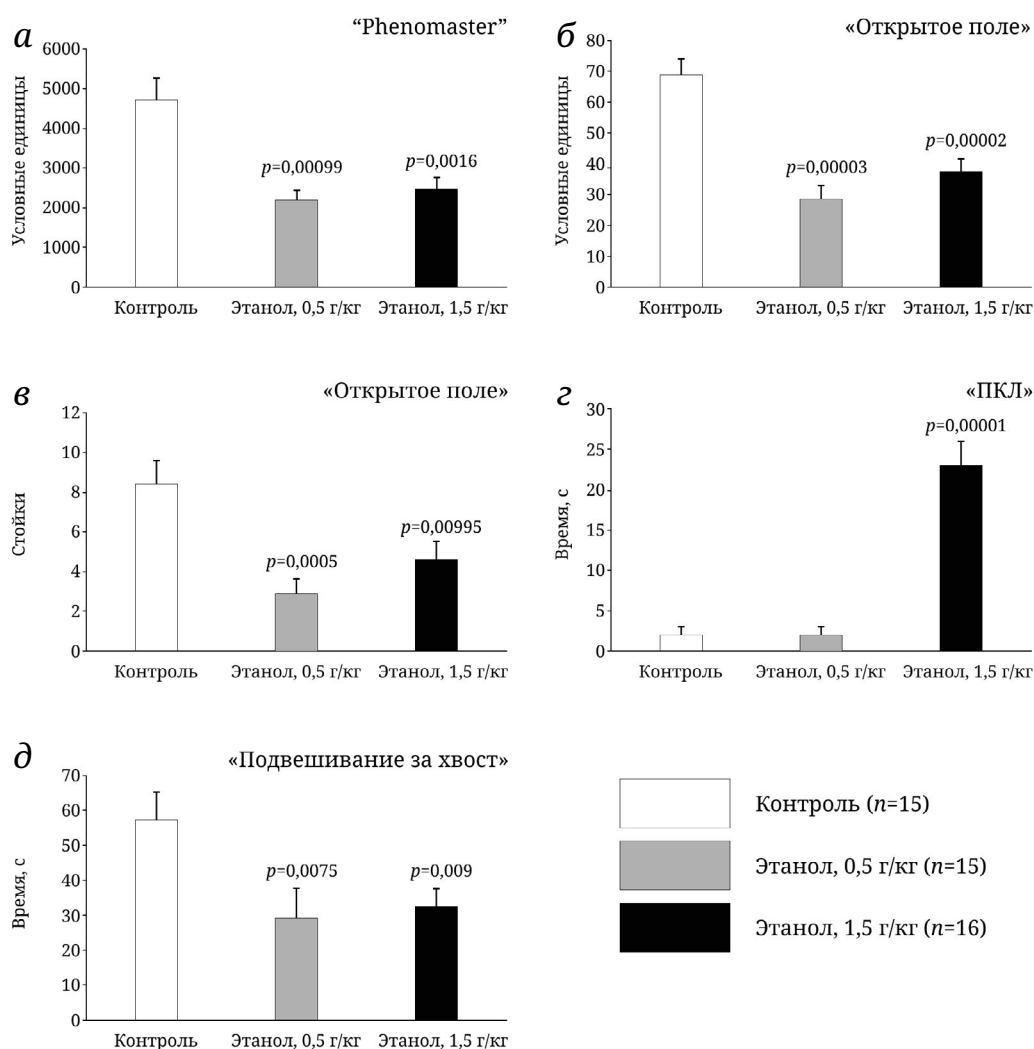 а
“Phenomaster”
Условные единицы
6000
5000
4000
3000
2000
1000
0
p=0,00099
p=0,0016
Контроль
Этанол, 0,5 г/кг
Этанол, 1,5 г/кг
б
«Открытое поле»
Условные единицы
80
70
60
50
40
30
20
10
0
p=0,00003
p=0,00002
Контроль
Этанол, 0,5 г/кг
Этанол, 1,5 г/кг
в
«Открытое поле»
Стойки
12
10
8
6
4
2
0
p=0,0005
p=0,00995
Контроль
Этанол, 0,5 г/кг
Этанол, 1,5 г/кг
г
«ПКЛ»
Время, с
30
25
20
15
10
5
0
p=0,00001
Контроль
Этанол, 0,5 г/кг
Этанол, 1,5 г/кг
д
«Подвешивание за хвост»
Время, с
70
60
50
40
30
20
10
0
p=0,0075
p=0,009
Контроль
Этанол, 0,5 г/кг
Этанол, 1,5 г/кг
Контроль (n=15)
Этанол, 0,5 г/кг (n=15)
Этанол, 1,5 г/кг (n=16)